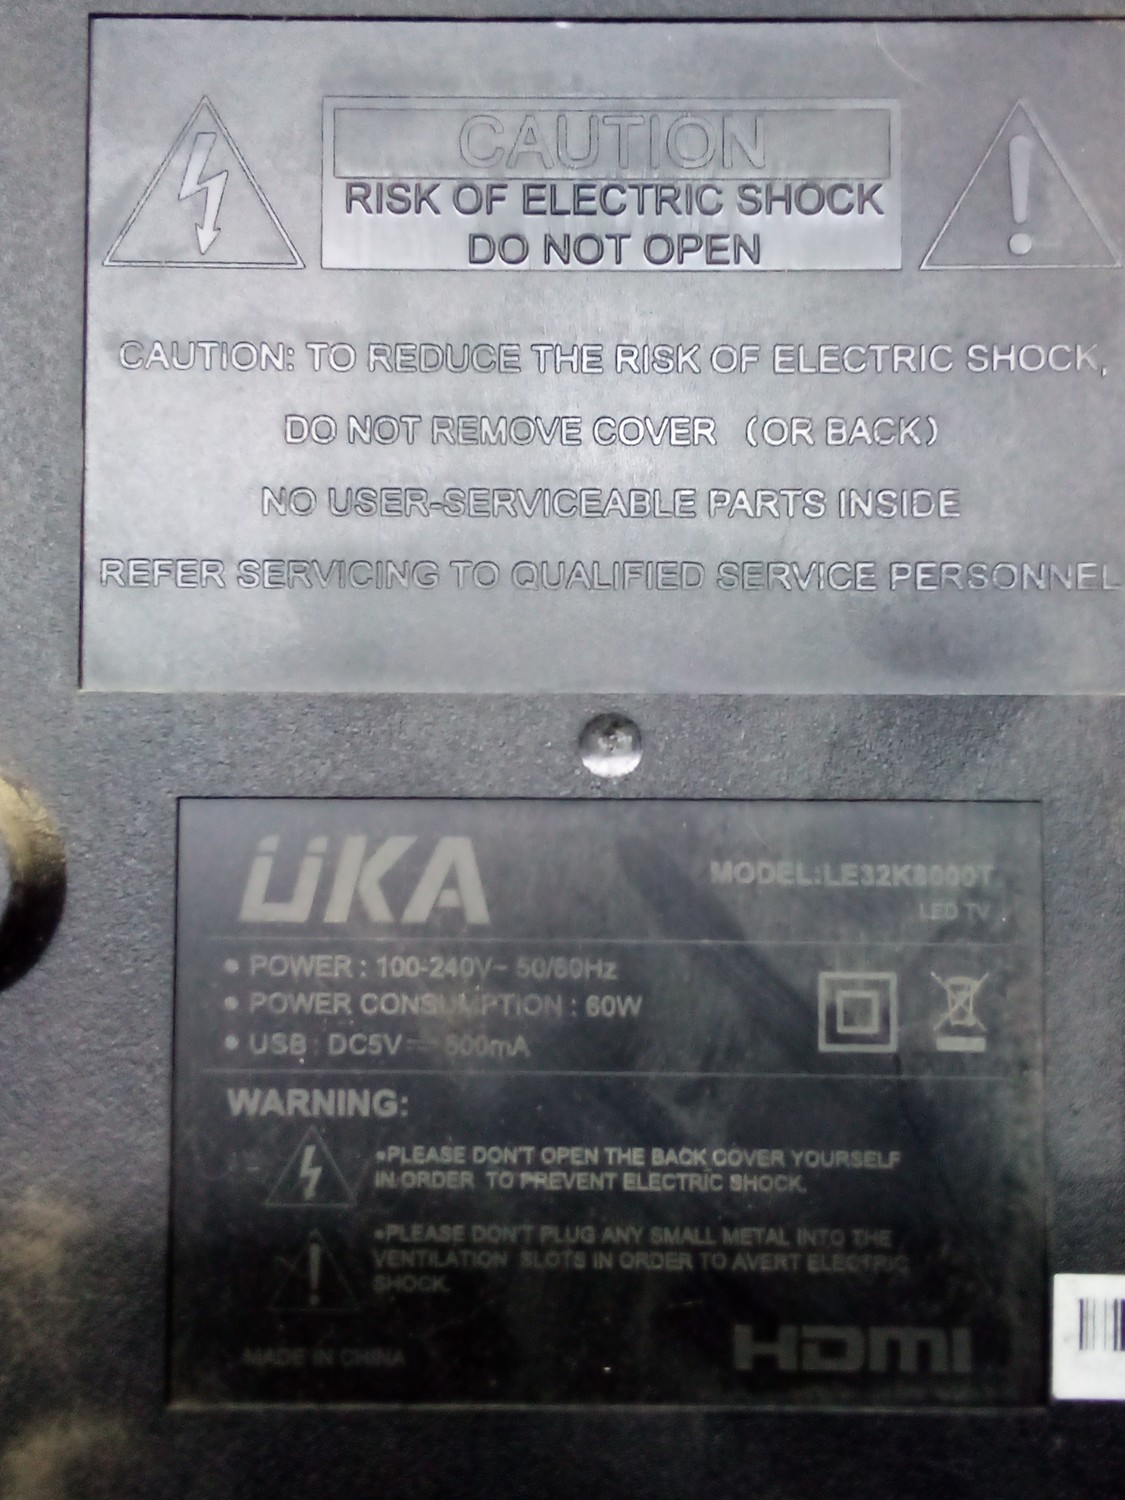 CAUTION
RISK OF ELECTRIC SHOCK
DO NOT OPEN
CAUTION: TO REDUCE THE RISK OF ELECTRIC SHOCK,
DO NOT REMOVE COVER (OR BACK)
NO USER-SERVICEABLE PARTS INSIDE
REFER SERVICING TO QUALIFIED SERVICE PERSONNEL
üKA
MODEL:LE32K8000T
LED TV
• POWER : 100-240V~ 50/60Hz
• POWER CONSUMPTION : 60W
• USB : DC5V⎓500mA
WARNING:
•PLEASE DON'T OPEN THE BACK COVER YOURSELF
IN ORDER TO PREVENT ELECTRIC SHOCK.
•PLEASE DON'T PLUG ANY SMALL METAL INTO THE
VENTILATION SLOTS IN ORDER TO AVERT ELECTRIC
SHOCK.
MADE IN CHINA
HDMI